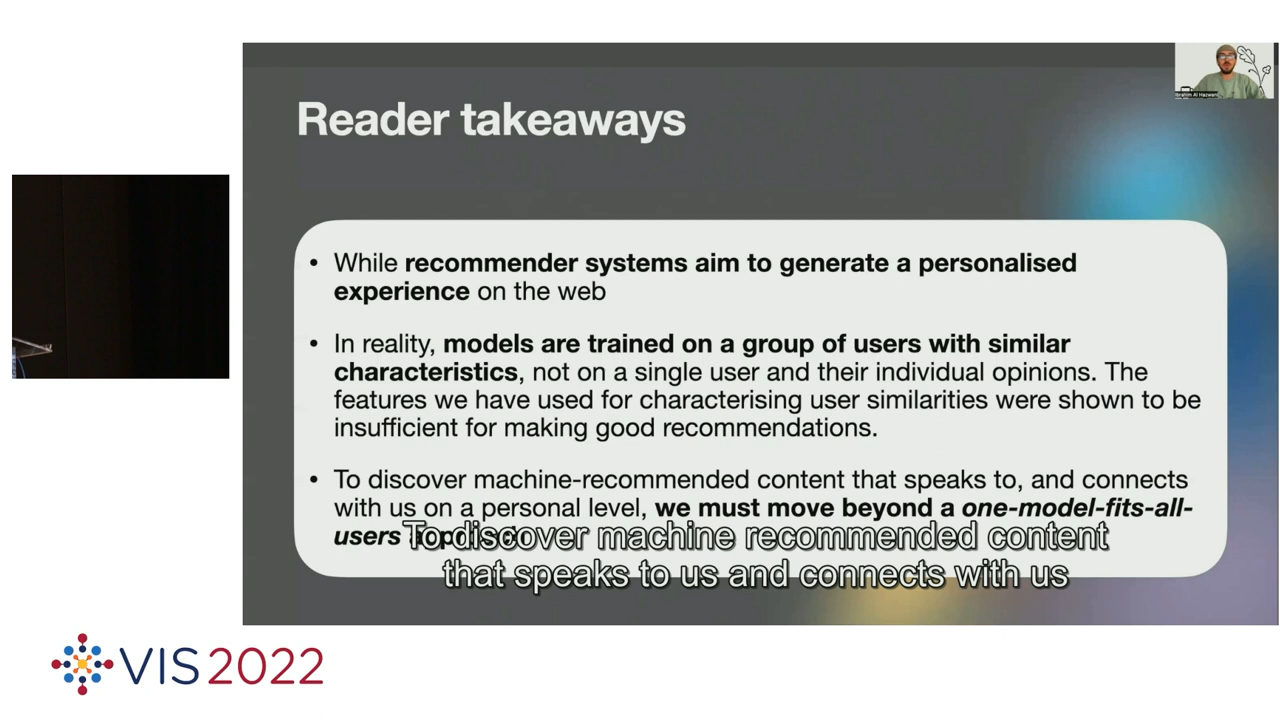 Ibrahim Al Hazwani
Reader takeaways
• While recommender systems aim to generate a personalised
experience on the web
• In reality, models are trained on a group of users with similar
characteristics, not on a single user and their individual opinions. The
features we have used for characterising user similarities were shown to be
insufficient for making good recommendations.
• To discover machine-recommended content that speaks to, and connects
with us on a personal level, we must move beyond a one-model-fits-all-
users
To discover machine recommended content
that speaks to us and connects with us
VIS2022